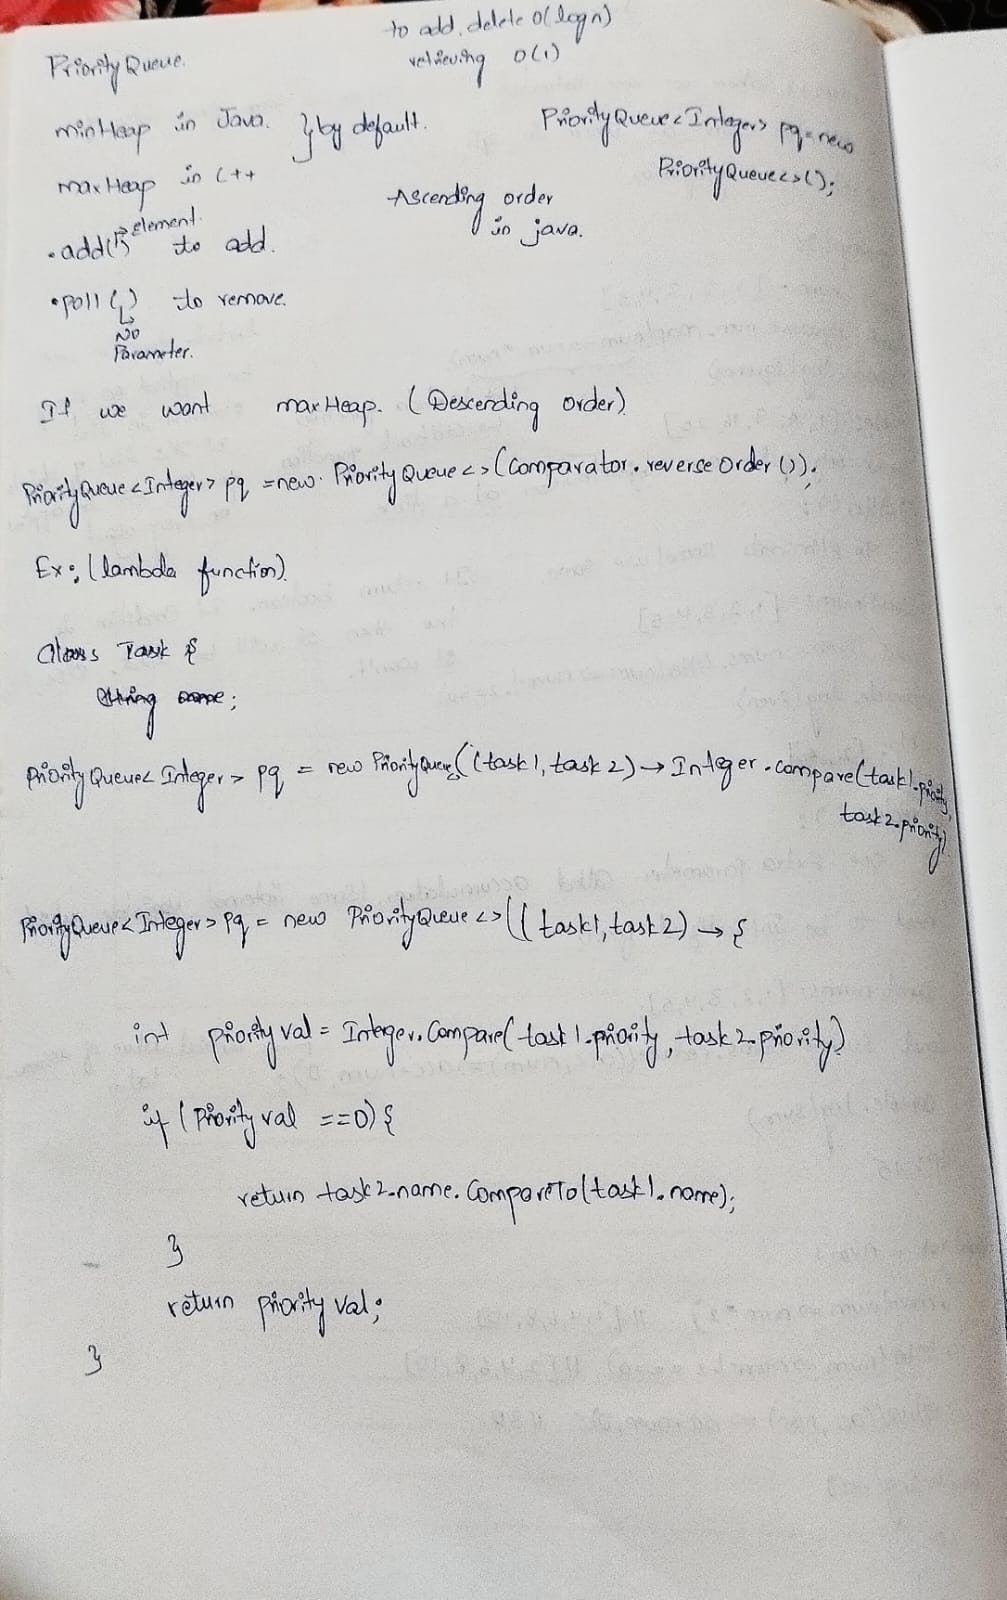 to add, delete O(log n)
retrieving O(1)
Priority Queue.
minHeap in Java. } by default.
maxHeap in C++
PriorityQueue<Integer> pq = new
PriorityQueue<>();
Ascending order
in java.
element
.add(1) to add.
•poll() to remove.
No
Parameter.
If we want maxHeap. (Descending order)
PriorityQueue<Integer> pq = new PriorityQueue<>(Comparator.reverseOrder());
Ex: (lambda function)
Class Task {
String name;
PriorityQueue<Integer> pq = new PriorityQueue((task1, task2) → Integer.compare(task1.priority,
task2.priority)
PriorityQueue<Integer> pq = new PriorityQueue<>((task1, task2) → {
int priority val = Integer.Compare(task1.priority, task2.priority)
if (Priority val ==0) {
return task2.name.CompareTo(task1.name);
}
return priority val;
}